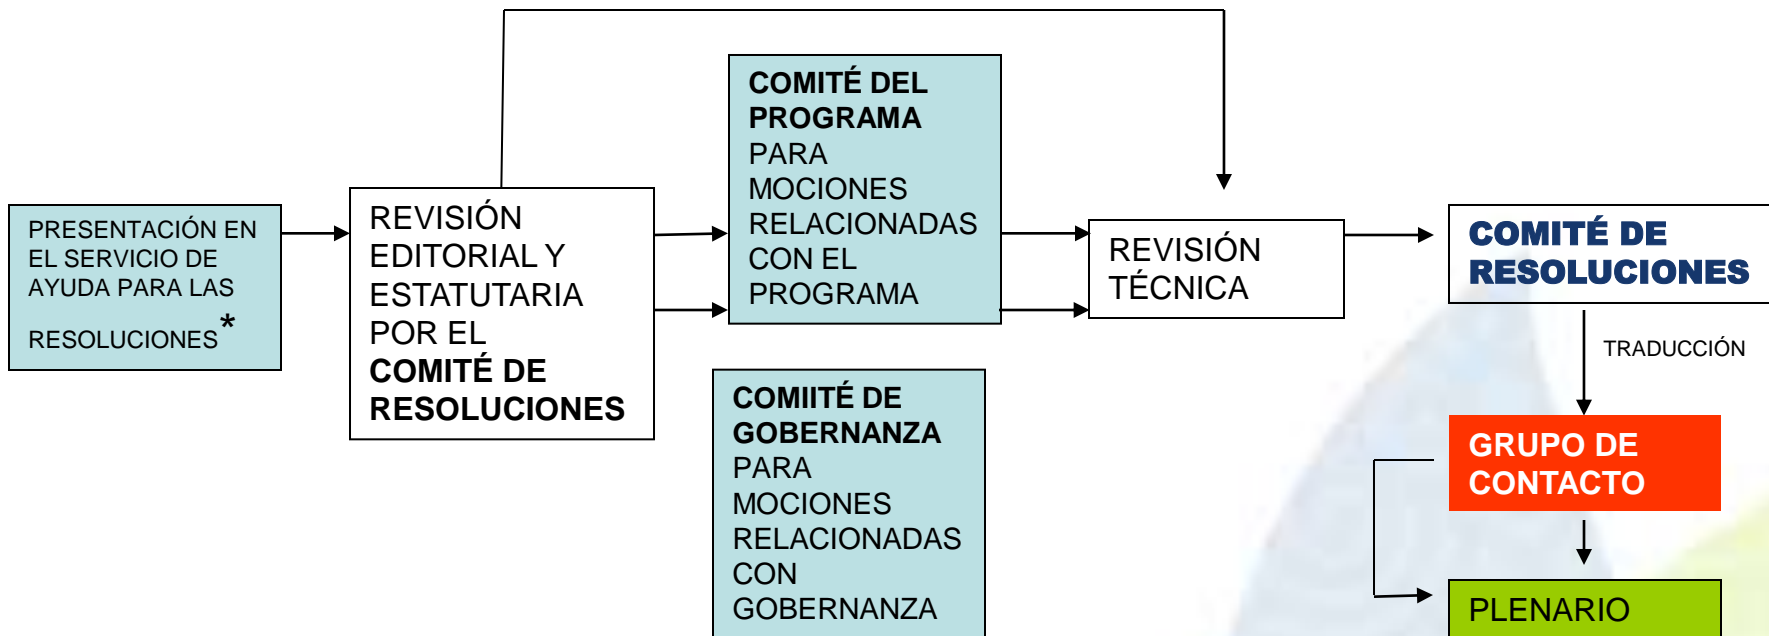 PRESENTACIÓN EN
EL SERVICIO DE
AYUDA PARA LAS
RESOLUCIONES*
REVISIÓN
EDITORIAL Y
ESTATUTARIA
POR EL
COMITÉ DE
RESOLUCIONES
COMITÉ DEL
PROGRAMA
PARA
MOCIONES
RELACIONADAS
CON EL
PROGRAMA
COMIITÉ DE
GOBERNANZA
PARA
MOCIONES
RELACIONADAS
CON
GOBERNANZA
REVISIÓN
TÉCNICA
COMITÉ DE
RESOLUCIONES
TRADUCCIÓN
GRUPO DE
CONTACTO
PLENARIO